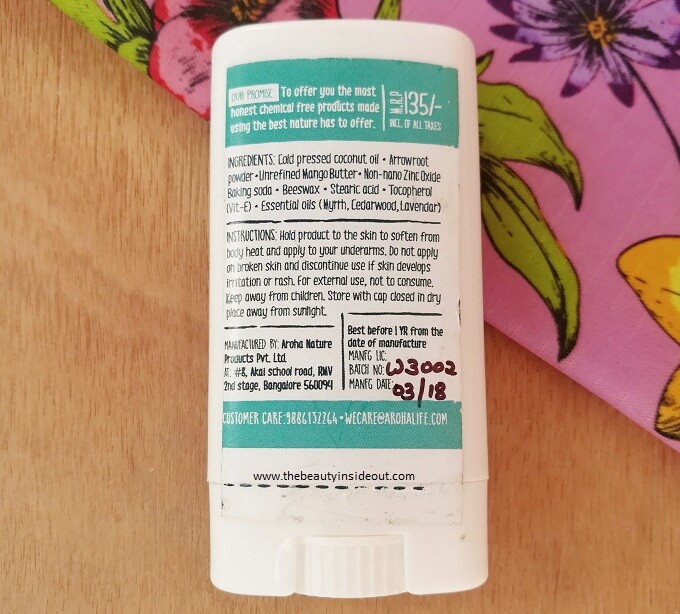 OUR PROMISE To offer you the most
honest chemical free products made
using the best nature has to offer.
M.R.P 135/-
INCL. OF ALL TAXES
INGREDIENTS: Cold pressed coconut oil • Arrowroot
powder • Unrefined Mango Butter • Non-nano Zinc Oxide
Baking soda • Beeswax • Stearic acid • Tocopherol
(Vit-E) • Essential oils (Myrrh, Cedarwood, Lavendar)
INSTRUCTIONS: Hold product to the skin to soften from
body heat and apply to your underarms. Do not apply
on broken skin and discontinue use if skin develops
irritation or rash. For external use, not to consume.
Keep away from children. Store with cap closed in dry
place away from sunlight.
MANUFACTURED BY: Aroha Nature
Products Pvt. Ltd.
AT: #8, Akai school road, RMV
2nd stage, Bangalore 560094
Best before 1 YR from the
date of manufacture
MANFG LIC:
BATCH NO: W3002
MANFG DATE: 03/18
CUSTOMER CARE: 9886132264 • WECARE@AROHALIFE.COM
www.thebeautyinsideout.com